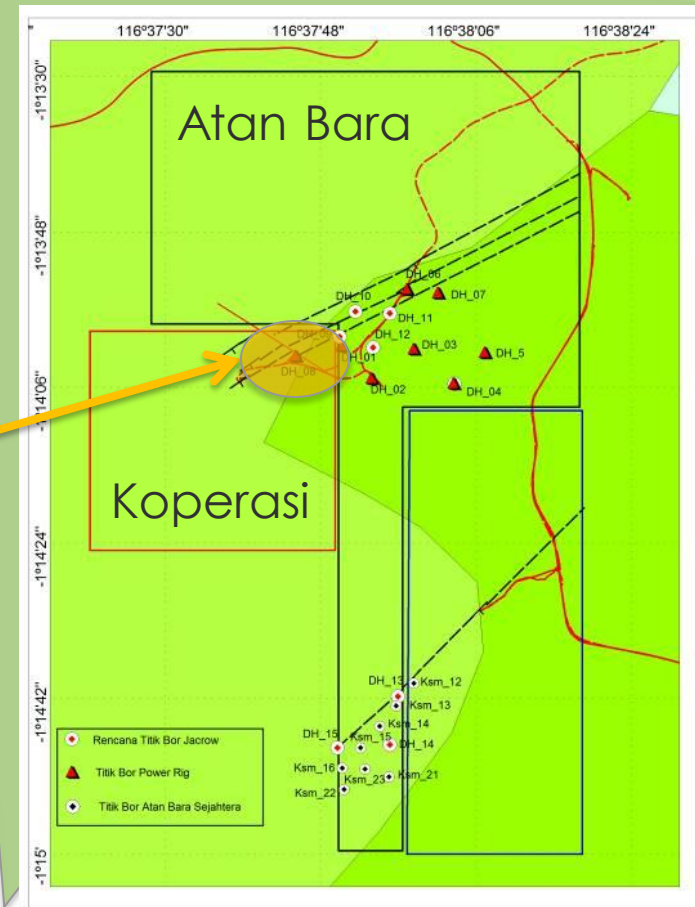 116°37'30" 116°37'48" 116°38'06" 116°38'24"
-1°13'30"
Atan Bara
-1°13'48"
DH_06
DH_10
DH_07
DH_11
DH_12
DH_03
DH_01
DH_5
DH_08
DH_02
DH_04
-1°14'06"
Koperasi
-1°14'24"
DH_13
Ksm_12
Ksm_13
-1°14'42"
Ksm_14
DH_15
Ksm_15
DH_14
Ksm_16
Ksm_23
Ksm_21
Ksm_22
Rencana Titik Bor Jacrow
Titik Bor Power Rig
Titik Bor Atan Bara Sejahtera
-1°15'